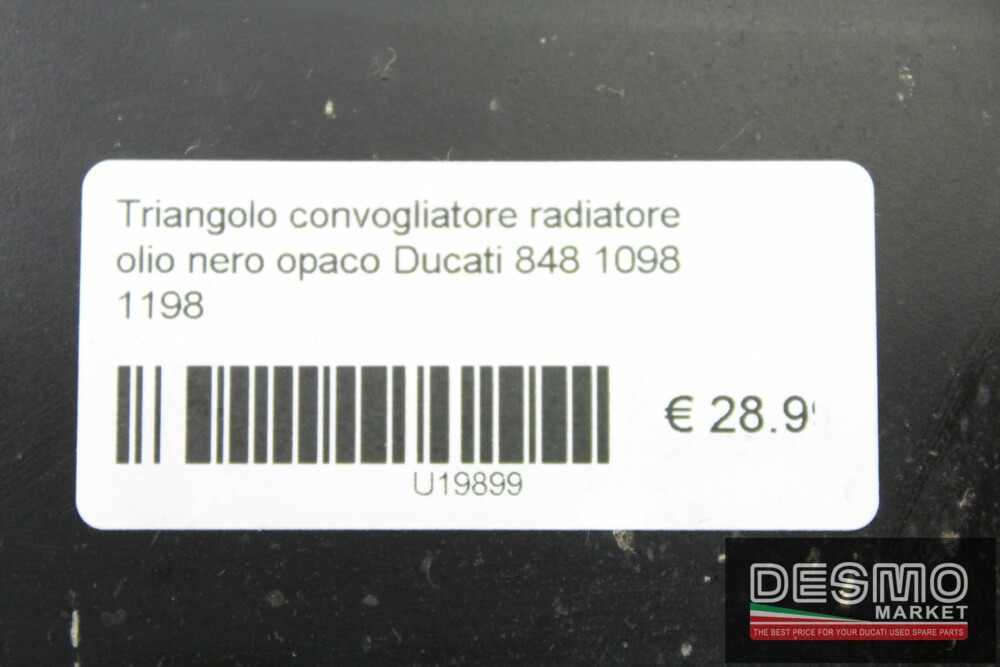 Triangolo convogliatore radiatore
olio nero opaco Ducati 848 1098
1198
€ 28.9
U19899
DESMO
MARKET
THE BEST PRICE FOR YOUR DUCATI USED SPARE PARTS